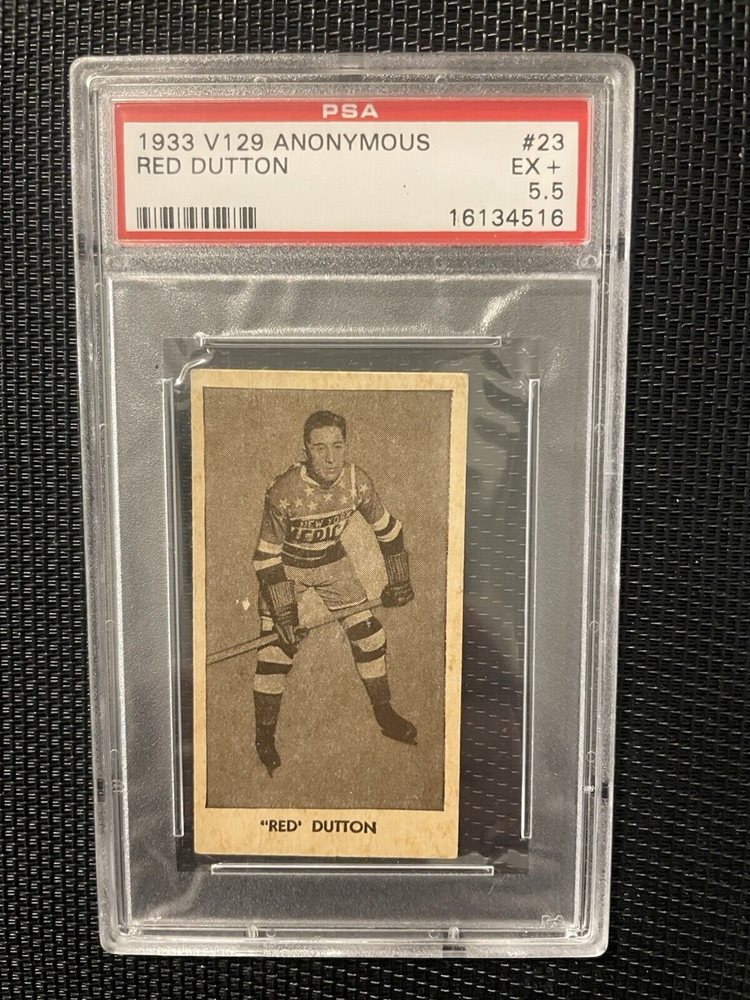 PSA
1933 V129 ANONYMOUS #23
RED DUTTON EX +
5.5
16134516
NEW YORK
"RED' DUTTON